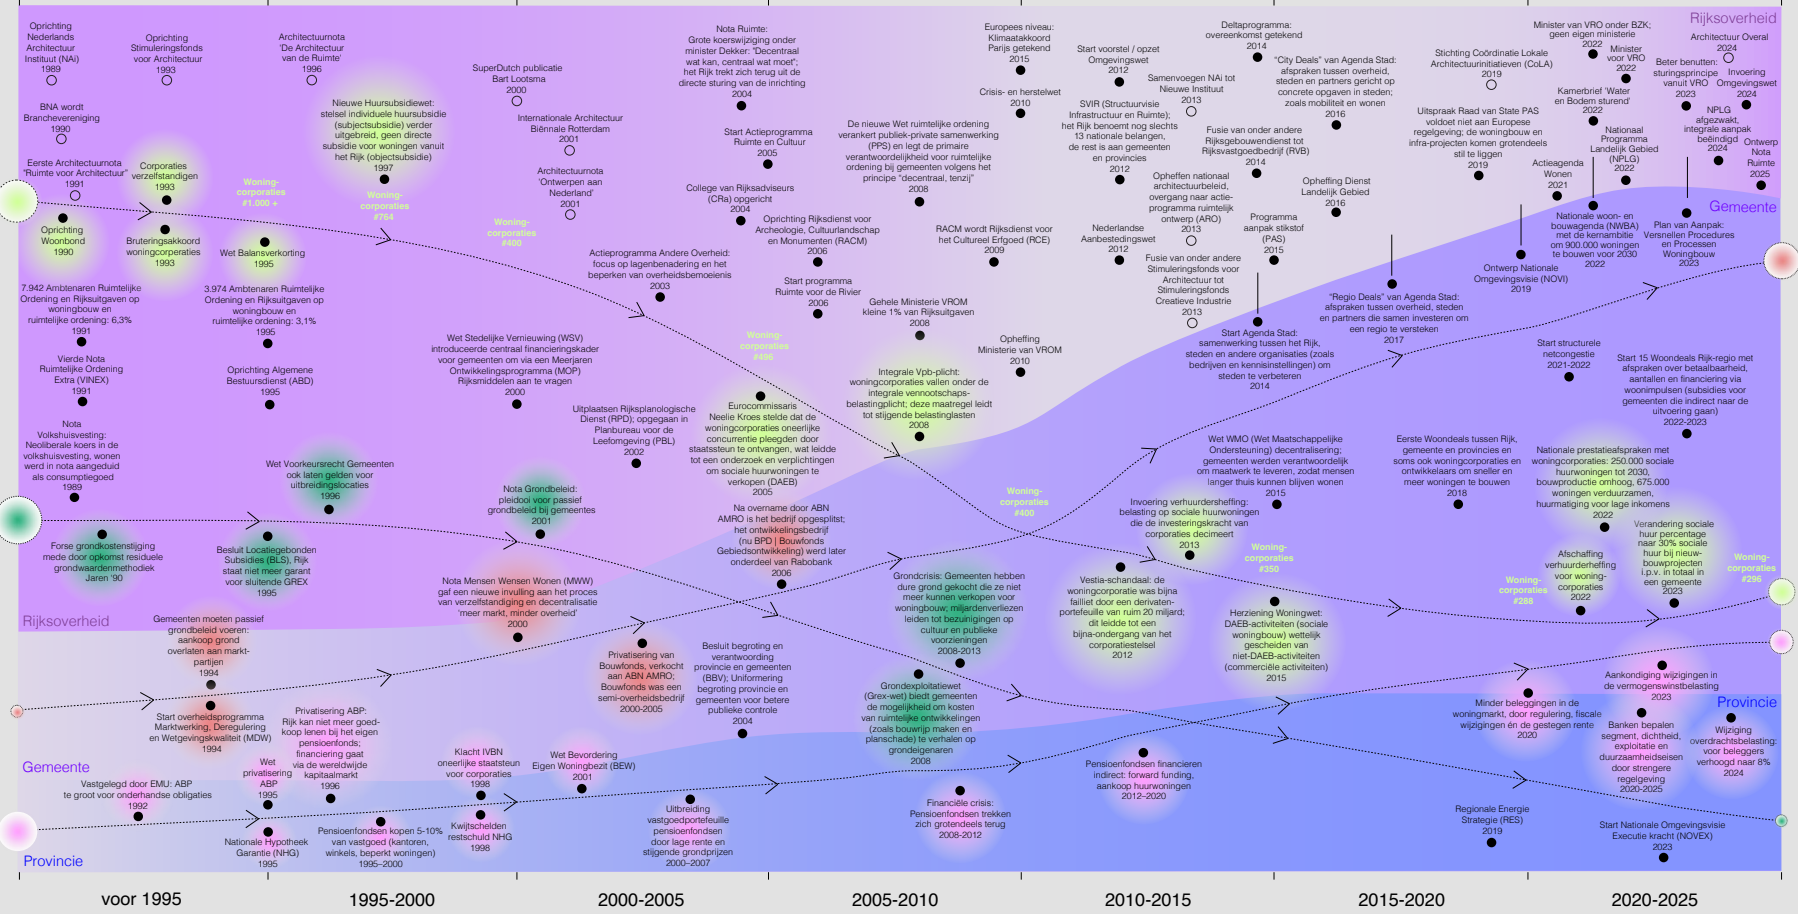 Rijksoverheid
Oprichting
Nederlands
Architectuur
Instituut (NAi)
1989
Oprichting
Stimuleringsfonds
voor Architectuur
1993
Architectuurnota
'De Architectuur
van de Ruimte'
1996
BNA wordt
Branchevereniging
1990
Eerste Architectuurnota
"Ruimte voor Architectuur"
1991
Corporaties
verzelfstandigen
1993
Nieuwe Huursubsidiewet:
stelsel individuele huursubsidie
(subjectsubsidie) verder
uitgebreid, geen directe
subsidie voor woningen vanuit
het Rijk (objectsubsidie)
1997
Woning-
corporaties
#1.000 +
Woning-
corporaties
#764
Oprichting
Woonbond
1990
Bruteringsakkoord
woningcorperaties
1993
Wet Balansverkorting
1995
7.942 Ambtenaren Ruimtelijke
Ordening en Rijksuitgaven op
woningbouw en
ruimtelijke ordening: 6,3%
1991
3.974 Ambtenaren Ruimtelijke
Ordening en Rijksuitgaven op
woningbouw en
ruimtelijke ordening: 3,1%
1995
Vierde Nota
Ruimtelijke Ordening
Extra (VINEX)
1991
Oprichting Algemene
Bestuursdienst (ABD)
1995
Nota
Volkshuisvesting:
Neoliberale koers in de
volkshuisvesting, wonen
werd in nota aangeduid
als consumptiegoed
1989
Wet Voorkeursrecht Gemeenten
ook laten gelden voor
uitbreidingslocaties
1996
Forse grondkostenstijging
mede door opkomst residuele
grondwaardenmethodiek
Jaren '90
Besluit Locatiegebonden
Subsidies (BLS), Rijk
staat niet meer garant
voor sluitende GREX
1995
SuperDutch publicatie
Bart Lootsma
2000
Internationale Architectuur
Biënnale Rotterdam
2001
Architectuurnota
'Ontwerpen aan
Nederland'
2001
Woning-
corporaties
#400
Nota Ruimte:
Grote koerswijziging onder
minister Dekker: "Decentraal
wat kan, centraal wat moet";
het Rijk trekt zich terug uit de
directe sturing van de inrichting
2004
Start Actieprogramma
Ruimte en Cultuur
2005
College van Rijksadviseurs
(CRa) opgericht
2004
Oprichting Rijksdienst voor
Archeologie, Cultuurlandschap
en Monumenten (RACM)
2006
Actieprogramma Andere Overheid:
focus op lagenbenadering en het
beperken van overheidsbemoeienis
2003
Start programma
Ruimte voor de Rivier
2006
Wet Stedelijke Vernieuwing (WSV)
introduceerde centraal financieringskader
voor gemeenten om via een Meerjaren
Ontwikkelingsprogramma (MOP)
Rijksmiddelen aan te vragen
2000
Woning-
corporaties
#496
Uitplaatsen Rijksplanologische
Dienst (RPD); opgegaan in
Planbureau voor de
Leefomgeving (PBL)
2002
Eurocommissaris
Neelie Kroes stelde dat de
woningcorporaties oneerlijke
concurrentie pleegden door
staatssteun te ontvangen, wat leidde
tot een onderzoek en verplichtingen
om sociale huurwoningen te
verkopen (DAEB)
2005
Nota Grondbeleid:
pleidooi voor passief
grondbeleid bij gemeentes
2001
Na overname door ABN
AMRO is het bedrijf opgesplitst;
het ontwikkelingsbedrijf
(nu BPD | Bouwfonds
Gebiedsontwikkeling) werd later
onderdeel van Rabobank
2006
Nota Mensen Wensen Wonen (MWW)
gaf een nieuwe invulling aan het proces
van verzelfstandiging en decentralisatie
'meer markt, minder overheid'
2000
Europees niveau:
Klimaatakkoord
Parijs getekend
2015
Crisis- en herstelwet
2010
De nieuwe Wet ruimtelijke ordening
verankert publiek-private samenwerking
(PPS) en legt de primaire
verantwoordelijkheid voor ruimtelijke
ordening bij gemeenten volgens het
principe "decentraal, tenzij"
2008
RACM wordt Rijksdienst voor
het Cultureel Erfgoed (RCE)
2009
Gehele Ministerie VROM
kleine 1% van Rijksuitgaven
2008
Opheffing
Ministerie van VROM
2010
Integrale Vpb-plicht:
woningcorporaties vallen onder de
integrale vennootschaps-
belastingplicht; deze maatregel leidt
tot stijgende belastinglasten
2008
Start voorstel / opzet
Omgevingswet
2012
SVIR (Structuurvisie
Infrastructuur en Ruimte);
het Rijk benoemt nog slechts
13 nationale belangen,
de rest is aan gemeenten
en provincies
2012
Nederlandse
Aanbestedingswet
2012
Samenvoegen NAi tot
Nieuwe Instituut
2013
Opheffen nationaal
architectuurbeleid,
overgang naar actie-
programma ruimtelijk
ontwerp (ARO)
2013
Fusie van onder andere
Stimuleringsfonds voor
Architectuur tot
Stimuleringsfonds
Creatieve Industrie
2013
Deltaprogramma:
overeenkomst getekend
2014
Fusie van onder andere
Rijksgebouwendienst tot
Rijksvastgoedbedrijf (RVB)
2014
Programma
aanpak stikstof
(PAS)
2015
"City Deals" van Agenda Stad:
afspraken tussen overheid,
steden en partners gericht op
concrete opgaven in steden;
zoals mobiliteit en wonen
2016
Opheffing Dienst
Landelijk Gebied
2016
Start Agenda Stad:
samenwerking tussen het Rijk,
steden en andere organisaties (zoals
bedrijven en kennisinstellingen) om
steden te verbeteren
2014
"Regio Deals" van Agenda Stad:
afspraken tussen overheid, steden
en partners die samen investeren om
een regio te versteken
2017
Stichting Coördinatie Lokale
Architectuurinitiatieven (CoLA)
2019
Uitspraak Raad van State PAS
voldoet niet aan Europese
regelgeving; de woningbouw en
infra-projecten komen grotendeels
stil te liggen
2019
Minister van VRO onder BZK;
geen eigen ministerie
2022
Minister
voor VRO
2022
Kamerbrief 'Water
en Bodem sturend'
2022
Nationaal
Programma
Landelijk Gebied
(NPLG)
2022
Actieagenda
Wonen
2021
Architectuur Overal
2024
Beter benutten:
sturingsprincipe
vanuit VRO
2023
Invoering
Omgevingswet
2024
NPLG
afgezwakt,
integrale aanpak
beëindigd
2024
Ontwerp
Nota
Ruimte
2025
Gemeente
Nationale woon- en
bouwagenda (NWBA)
met de kernambitie
om 900.000 woningen
te bouwen voor 2030
2022
Plan van Aanpak:
Versnellen Procedures
en Processen
Woningbouw
2023
Ontwerp Nationale
Omgevingsvisie (NOVI)
2019
Start structurele
netcongestie
2021-2022
Start 15 Woondeals Rijk-regio met
afspraken over betaalbaarheid,
aantallen en financiering via
woonimpulsen (subsidies voor
gemeenten die indirect naar de
uitvoering gaan)
2022-2023
Wet WMO (Wet Maatschappelijke
Ondersteuning) decentralisering;
gemeenten werden verantwoordelijk
om maatwerk te leveren, zodat mensen
langer thuis kunnen blijven wonen
2015
Eerste Woondeals tussen Rijk,
gemeente en provincies en
soms ook woningcorporaties en
ontwikkelaars om sneller en
meer woningen te bouwen
2018
Nationale prestatieafspraken met
woningcorporaties: 250.000 sociale
huurwoningen tot 2030,
bouwproductie omhoog, 675.000
woningen verduurzamen,
huurmatiging voor lage inkomens
2022
Woning-
corporaties
#400
Invoering verhuurdersheffing:
belasting op sociale huurwoningen
die de investeringskracht van
corporaties decimeert
2013
Woning-
corporaties
#350
Verandering sociale
huur percentage
naar 30% sociale
huur bij nieuw-
bouwprojecten
i.p.v. in totaal in
een gemeente
2023
Afschaffing
verhuurderheffing
voor woning-
corporaties
2022
Woning-
corporaties
#288
Woning-
corporaties
#296
Grondcrisis: Gemeenten hebben
dure grond gekocht die ze niet
meer kunnen verkopen voor
woningbouw; miljardenverliezen
leiden tot bezuinigingen op
cultuur en publieke
voorzieningen
2008-2013
Vestia-schandaal: de
woningcorporatie was bijna
failliet door een derivaten-
portefeuille van ruim 20 miljard;
dit leidde tot een
bijna-ondergang van het
corporatiestelsel
2012
Herziening Woningwet:
DAEB-activiteiten (sociale
woningbouw) wettelijk
gescheiden van
niet-DAEB-activiteiten
(commerciële activiteiten)
2015
Rijksoverheid
Gemeenten moeten passief
grondbeleid voeren:
aankoop grond
overlaten aan markt-
partijen
1994
Start overheidsprogramma
Marktwerking, Deregulering
en Wetgevingskwaliteit (MDW)
1994
Privatisering ABP:
Rijk kan niet meer goed-
koop lenen bij het eigen
pensioenfonds;
financiering gaat
via de wereldwijde
kapitaalmarkt
1996
Privatisering van
Bouwfonds, verkocht
aan ABN AMRO;
Bouwfonds was een
semi-overheidsbedrijf
2000-2005
Besluit begroting en
verantwoording
provincie en gemeenten
(BBV); Uniformering
begroting provincie en
gemeenten voor betere
publieke controle
2004
Grondexploitatiewet
(Grex-wet) biedt gemeenten
de mogelijkheid om kosten
van ruimtelijke ontwikkelingen
(zoals bouwrijp maken en
planschade) te verhalen op
grondeigenaren
2008
Aankondiging wijzigingen in
de vermogenswinstbelasting
2023
Minder beleggingen in de
woningmarkt, door regulering, fiscale
wijzigingen én de gestegen rente
2020
Banken bepalen
segment, dichtheid,
exploitatie en
duurzaamheidseisen
door strengere
regelgeving
2020-2025
Provincie
Wijziging
overdrachtsbelasting:
voor beleggers
verhoogd naar 8%
2024
Gemeente
Vastgelegd door EMU: ABP
te groot voor onderhandse obligaties
1992
Wet
privatisering
ABP
1995
Klacht IVBN
oneerlijke staatsteun
voor corporaties
1998
Wet Bevordering
Eigen Woningbezit (BEW)
2001
Pensioenfondsen financieren
indirect: forward funding,
aankoop huurwoningen
2012–2020
Nationale Hypotheek
Garantie (NHG)
1995
Pensioenfondsen kopen 5-10%
van vastgoed (kantoren,
winkels, beperkt woningen)
1995–2000
Kwijtschelden
restschuld NHG
1998
Uitbreiding
vastgoedportefeuille
pensioenfondsen
door lage rente en
stijgende grondprijzen
2000–2007
Financiële crisis:
Pensioenfondsen trekken
zich grotendeels terug
2008-2012
Regionale Energie
Strategie (RES)
2019
Start Nationale Omgevingsvisie
Executie kracht (NOVEX)
2023
Provincie
voor 1995
1995-2000
2000-2005
2005-2010
2010-2015
2015-2020
2020-2025